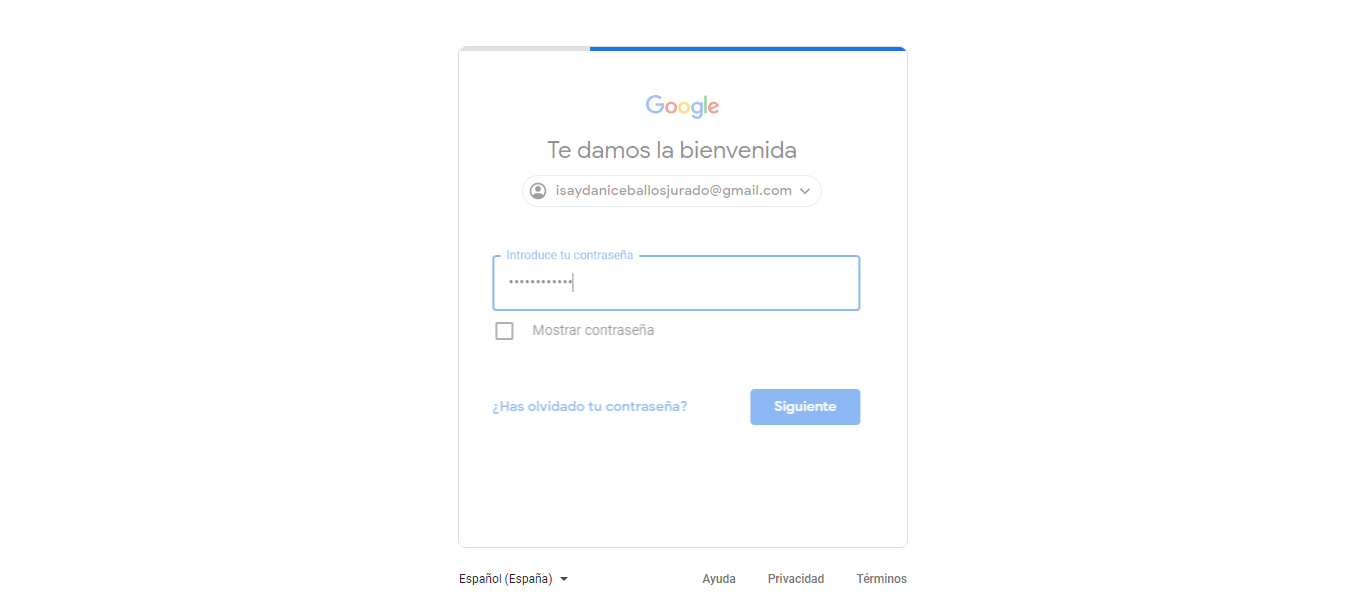 Google
Te damos la bienvenida
isaydaniceballosjurado@gmail.com
Introduce tu contraseña
••••••••••••
Mostrar contraseña
¿Has olvidado tu contraseña?
Siguiente
Español (España)
Ayuda
Privacidad
Términos